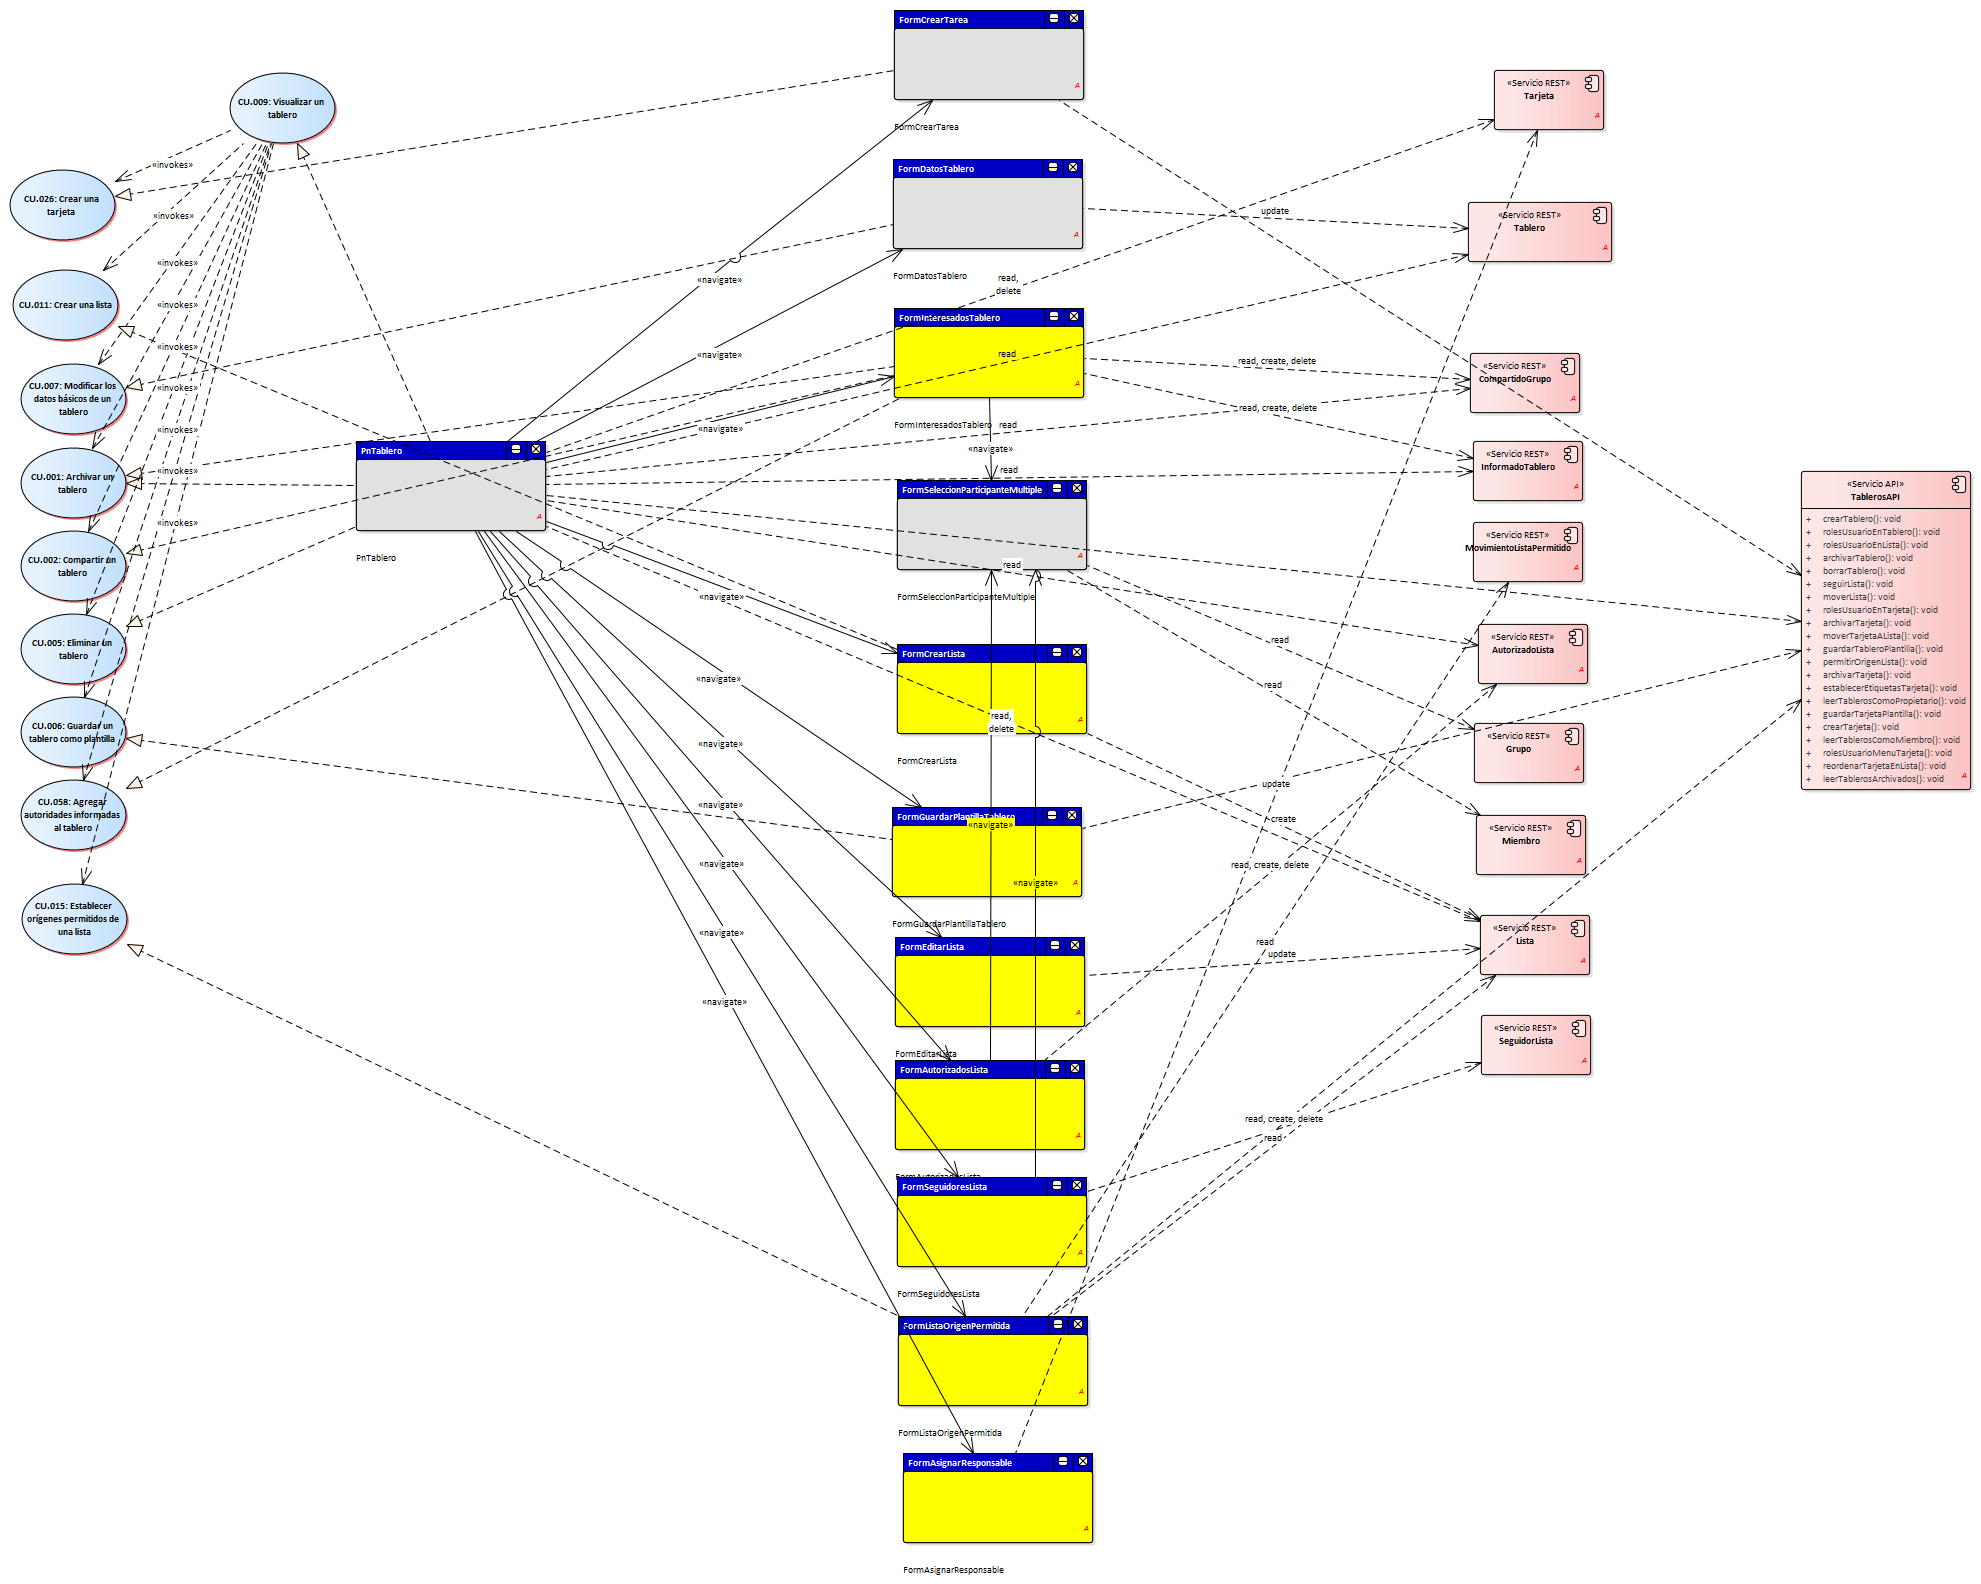 CU.009: Visualizar un
tablero
«invokes»
CU.026: Crear una
tarjeta
«invokes»
«invokes»
CU.011: Crear una lista
«invokes»
«invokes»
CU.007: Modificar los
datos básicos de un
tablero
«invokes»
«invokes»
CU.001: Archivar un
tablero
«invokes»
«invokes»
CU.002: Compartir un
tablero
CU.005: Eliminar un
tablero
CU.006: Guardar un
tablero como plantilla
CU.058: Agregar
autoridades informadas
al tablero
CU.015: Establecer
orígenes permitidos de
una lista
PnTablero
A
PnTablero
«navigate»
«navigate»
«navigate»
«navigate»
«navigate»
«navigate»
«navigate»
«navigate»
«navigate»
«navigate»
FormCrearTarea
A
FormCrearTarea
FormDatosTablero
A
FormDatosTablero
read,
delete
FormInteresadosTablero
read
A
FormInteresadosTablero
read
«navigate»
read
FormSeleccionParticipanteMultiple
A
read
FormSeleccionParticipanteMultiple
FormCrearLista
A
read,
delete
FormCrearLista
FormGuardarPlantillaTablero
«navigate»
«navigate»
A
FormGuardarPlantillaTablero
FormEditarLista
A
FormEditarLista
FormAutorizadosLista
A
FormAutorizadosLista
FormSeguidoresLista
A
FormSeguidoresLista
FormListaOrigenPermitida
A
FormListaOrigenPermitida
FormAsignarResponsable
A
FormAsignarResponsable
update
read, create, delete
read, create, delete
read
read
update
create
read, create, delete
read
update
read, create, delete
read
«Servicio REST»
Tarjeta
A
«Servicio REST»
Tablero
A
«Servicio REST»
CompartidoGrupo
A
«Servicio REST»
InformadoTablero
A
«Servicio REST»
MovimientoListaPermitido
A
«Servicio REST»
AutorizadoLista
A
«Servicio REST»
Grupo
A
«Servicio REST»
Miembro
A
«Servicio REST»
Lista
A
«Servicio REST»
SeguidorLista
A
«Servicio API»
TablerosAPI
+ crearTablero(): void
+ rolesUsuarioEnTablero(): void
+ rolesUsuarioEnLista(): void
+ archivarTablero(): void
+ borrarTablero(): void
+ seguirLista(): void
+ moverLista(): void
+ rolesUsuarioEnTarjeta(): void
+ archivarTarjeta(): void
+ moverTarjetaALista(): void
+ guardarTableroPlantilla(): void
+ permitirOrigenLista(): void
+ archivarTarjeta(): void
+ establecerEtiquetasTarjeta(): void
+ leerTablerosComoPropietario(): void
+ guardarTarjetaPlantilla(): void
+ crearTarjeta(): void
+ leerTablerosComoMiembro(): void
+ rolesUsuarioMenuTarjeta(): void
+ reordenarTarjetaEnLista(): void
+ leerTablerosArchivados(): void
A